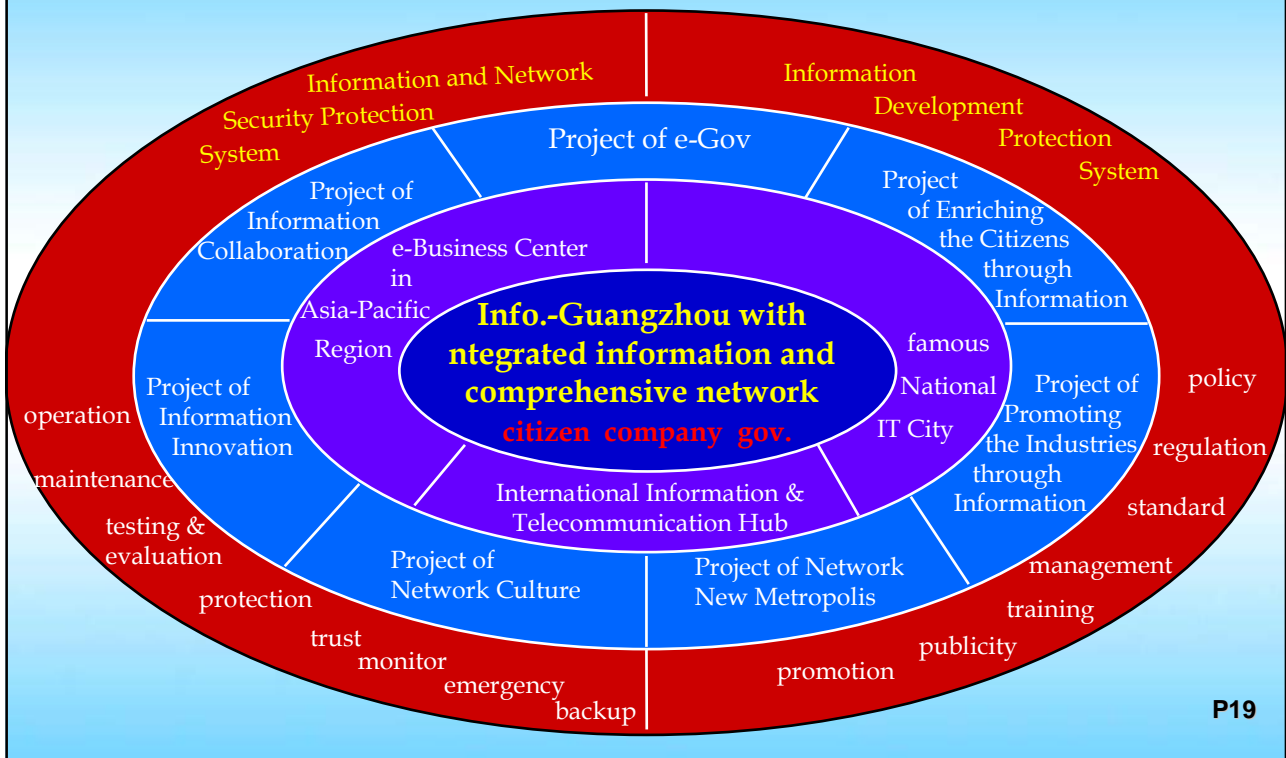 Information and Network
Security Protection
System
Information
Development
Protection
System
Project of e-Gov
Project of
Information
Collaboration
Project
of Enriching
the Citizens
through
Information
e-Business Center
in
Asia-Pacific
Region
Info.-Guangzhou with
ntegrated information and
comprehensive network
citizen company gov.
famous
National
IT City
Project of
Information
Innovation
Project of
Promoting
the Industries
through
Information
International Information &
Telecommunication Hub
Project of
Network Culture
Project of Network
New Metropolis
operation
maintenance
testing &
evaluation
protection
trust
monitor
emergency
backup
policy
regulation
standard
management
training
publicity
promotion
P19